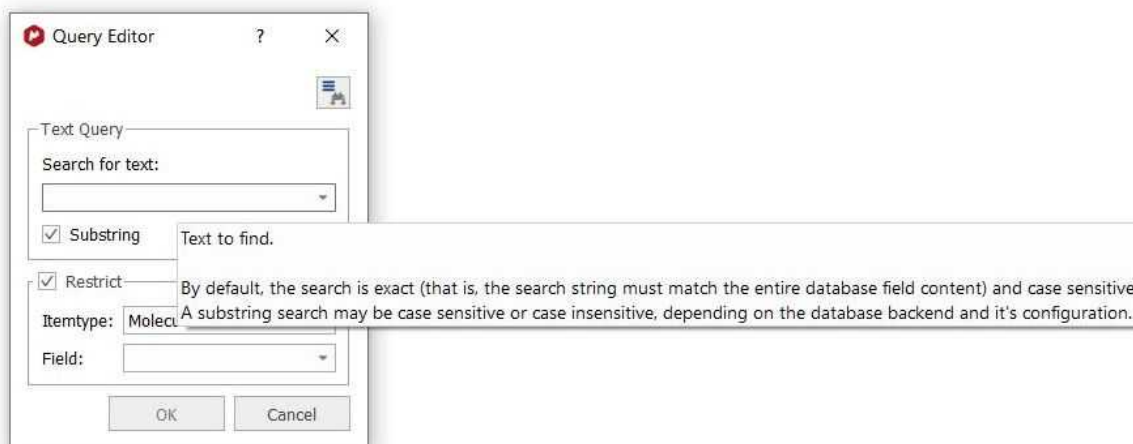 Query Editor
?
Text Query
Search for text:
Substring
Text to find.
By default, the search is exact (that is, the search string must match the entire database field content) and case sensitive
A substring search may be case sensitive or case insensitive, depending on the database backend and it's configuration.
Restrict
Itemtype:
Field:
OK
Cancel